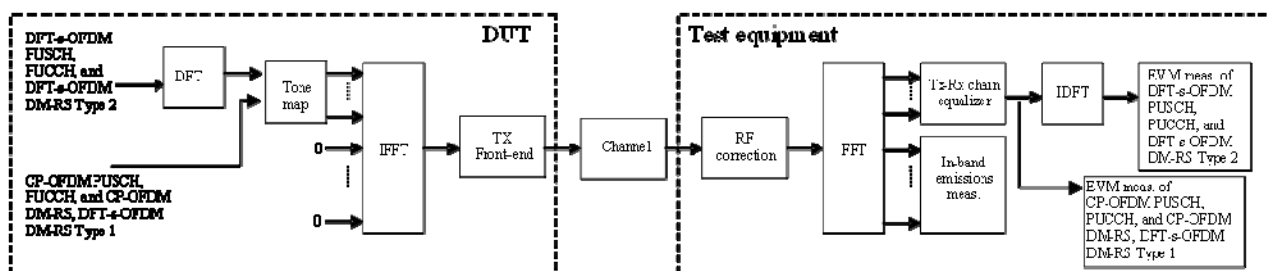 DUT
Test equipment
DFT-s-OFDM
PUSCH,
PUCCH, and
DFT-s-OFDM
DM-RS Type 2
DFT
Tone
map
0
0
IFFT
TX
Front-end
Channel
RF
correction
FFT
Tx-Rx chain
equalizer
IDFT
EVM meas. of
DFT-s-OFDM
PUSCH,
PUCCH, and
DFT-s-OFDM
DM-RS Type 2
In-band
emissions
meas.
CP-OFDM PUSCH,
PUCCH, and CP-OFDM
DM-RS, DFT-s-OFDM
DM-RS Type 1
EVM meas. of
CP-OFDM PUSCH,
PUCCH, and CP-OFDM
DM-RS, DFT-s-OFDM
DM-RS Type 1